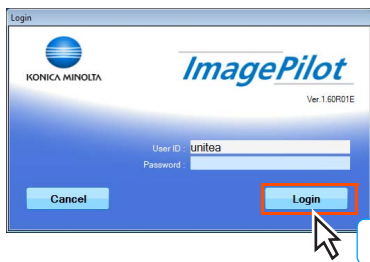 Login
KONICA MINOLTA
ImagePilot
Ver.1.60R01E
User ID : unitea
Password :
Cancel
Login